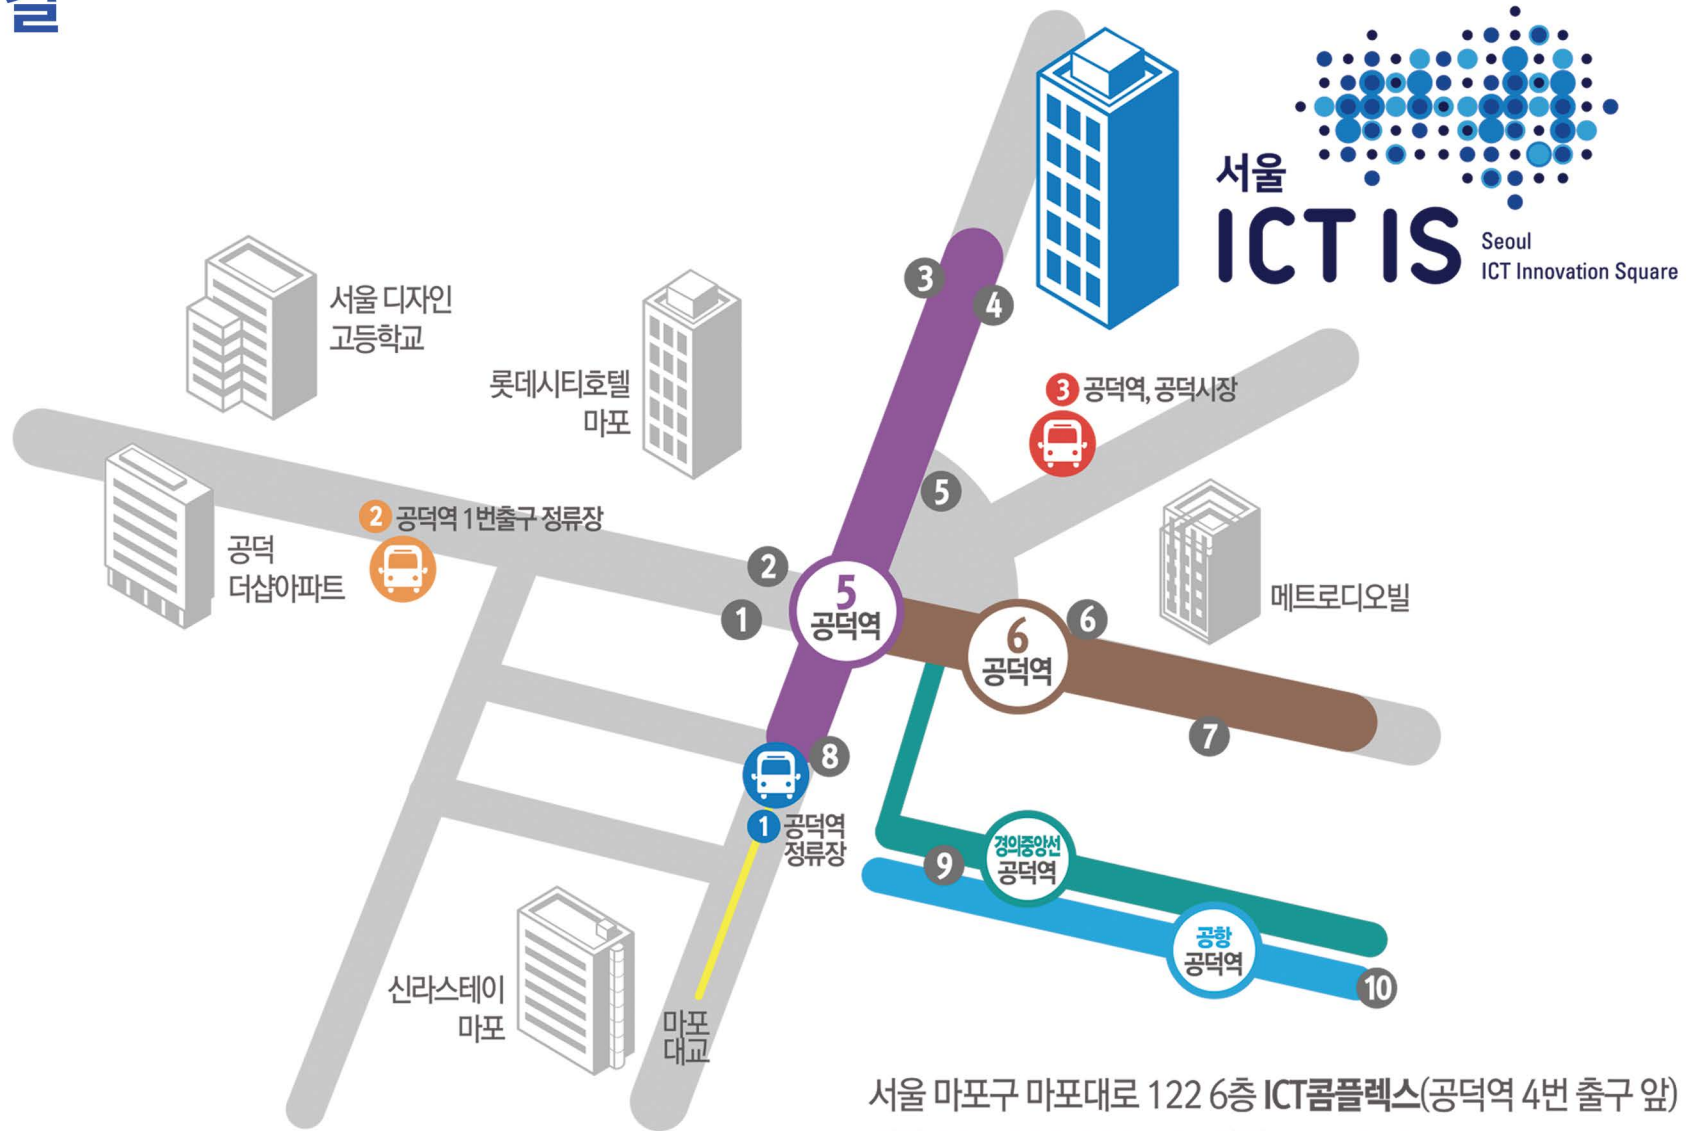 서울
ICT IS
Seoul
ICT Innovation Square
3
4
서울 디자인
고등학교
롯데시티호텔
마포
3 공덕역, 공덕시장
5
공덕
더샵아파트
2 공덕역 1번출구 정류장
2
1
5
공덕역
6
공덕역
6
메트로디오빌
7
8
1 공덕역
정류장
9
경의중앙선
공덕역
공항
공덕역
10
신라스테이
마포
마포
대교
서울 마포구 마포대로 122 6층 ICT콤플렉스(공덕역 4번 출구 앞)